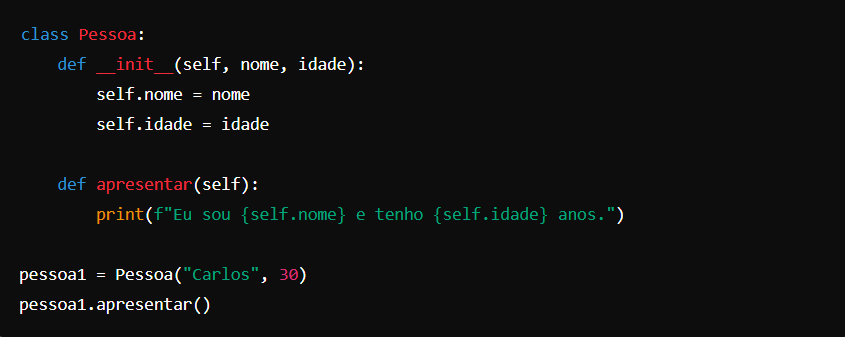 class Pessoa:
    def __init__(self, nome, idade):
        self.nome = nome
        self.idade = idade
    def apresentar(self):
        print(f"Eu sou {self.nome} e tenho {self.idade} anos.")
pessoa1 = Pessoa("Carlos", 30)
pessoa1.apresentar()